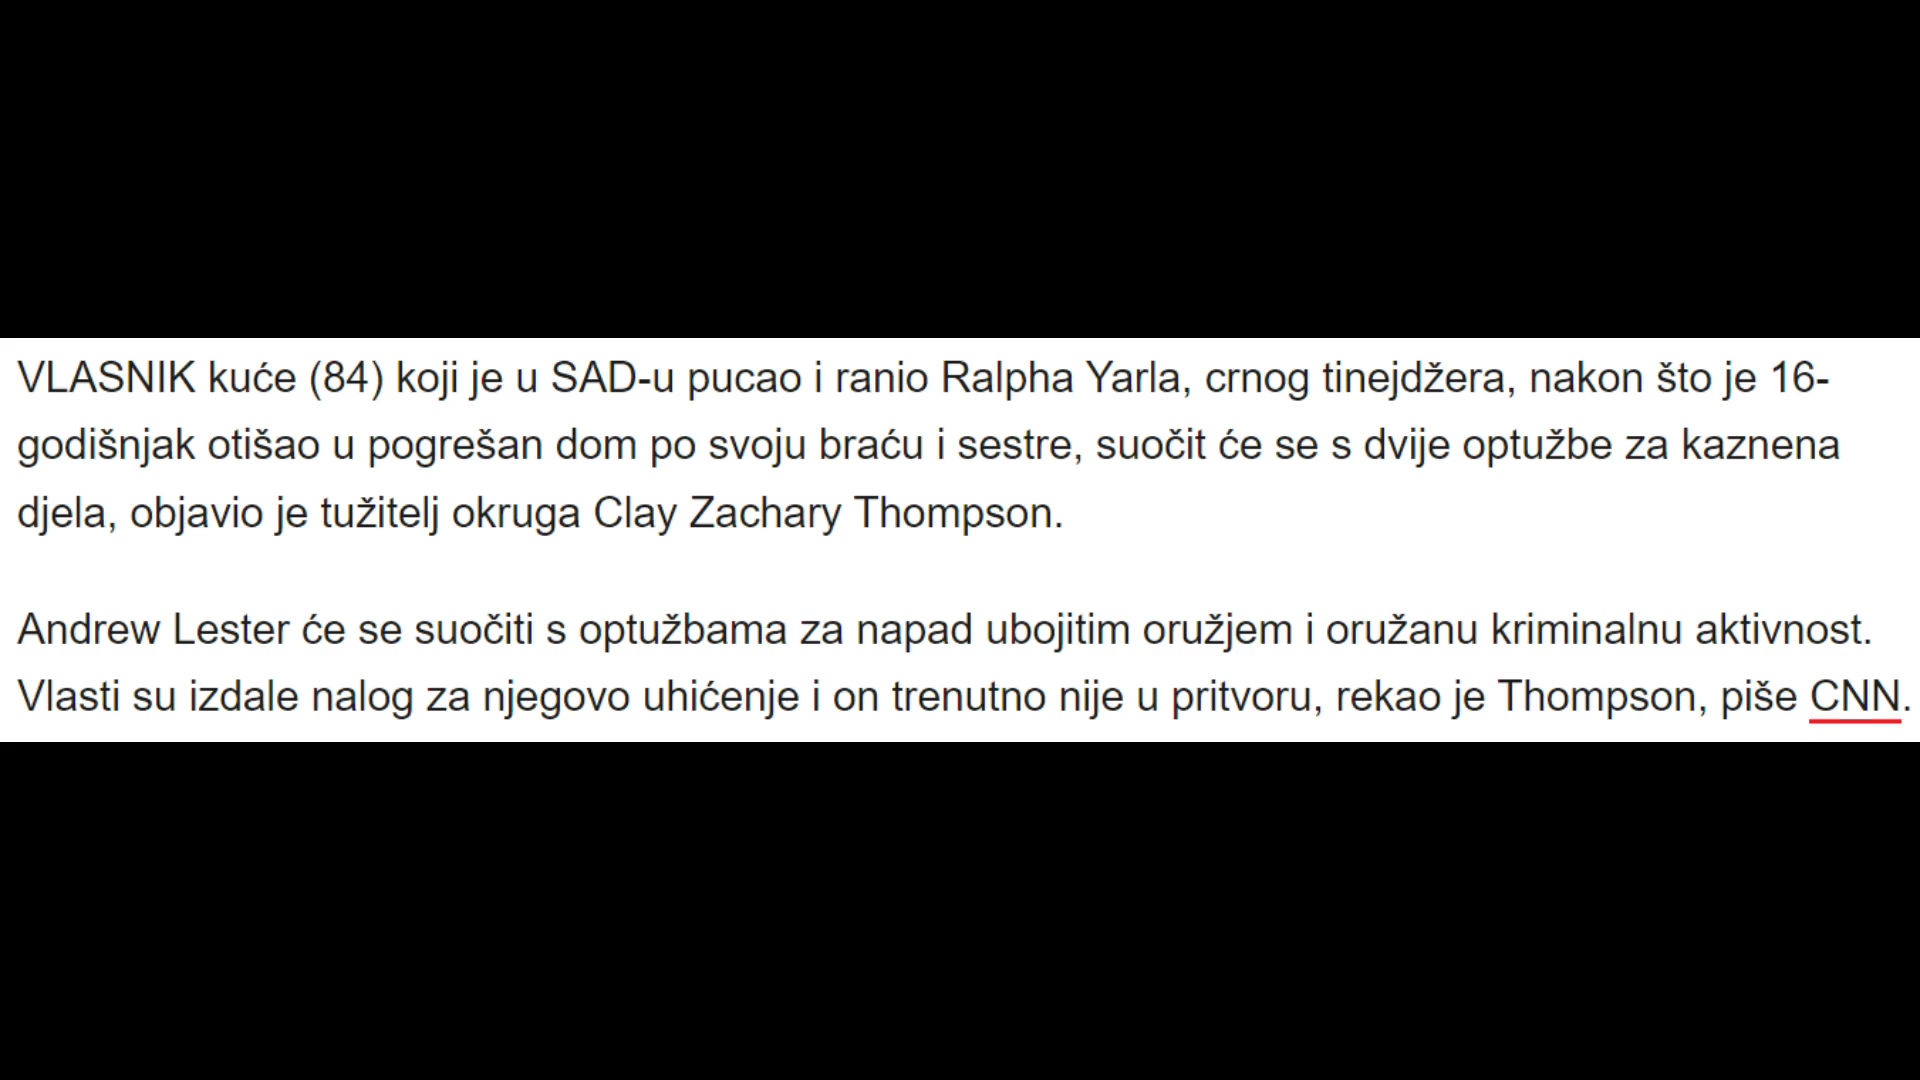 VLASNIK kuće (84) koji je u SAD-u pucao i ranio Ralpha Yarla, crnog tinejdžera, nakon što je 16-
godišnjak otišao u pogrešan dom po svoju braću i sestre, suočit će se s dvije optužbe za kaznena
djela, objavio je tužitelj okruga Clay Zachary Thompson.
Andrew Lester će se suočiti s optužbama za napad ubojitim oružjem i oružanu kriminalnu aktivnost.
Vlasti su izdale nalog za njegovo uhićenje i on trenutno nije u pritvoru, rekao je Thompson, piše CNN.